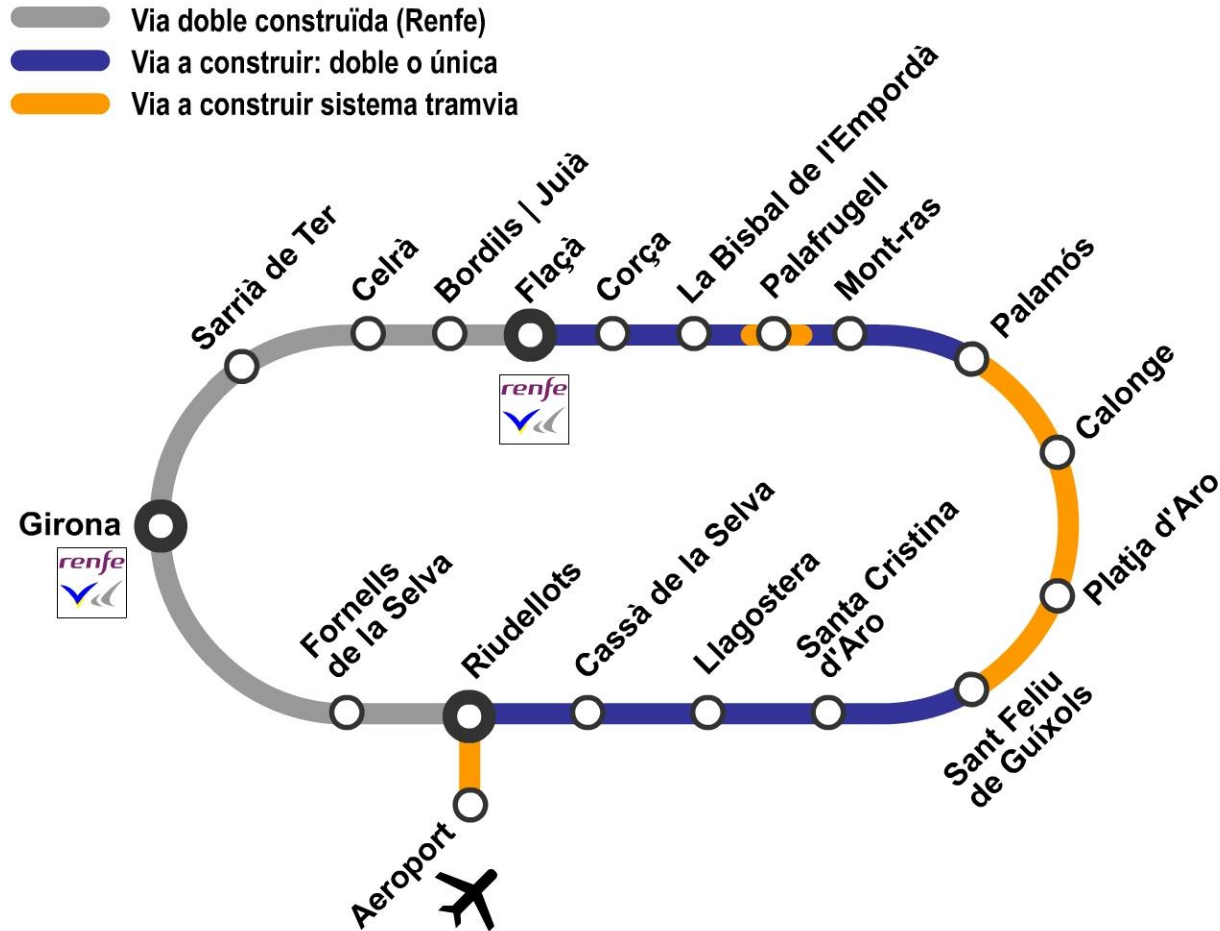 Via doble construïda (Renfe)
Via a construir: doble o única
Via a construir sistema tramvia
Sarrià de Ter
Celrà
Bordils | Juià
Flaçà
Corça
La Bisbal de l'Empordà
Palafrugell
Mont-ras
Palamós
Calonge
Platja d'Aro
renfe
Girona
renfe
Fornells
de la Selva
Riudellots
Cassà de la Selva
Llagostera
Santa Cristina
d'Aro
Sant Feliu
de Guíxols
Aeroport